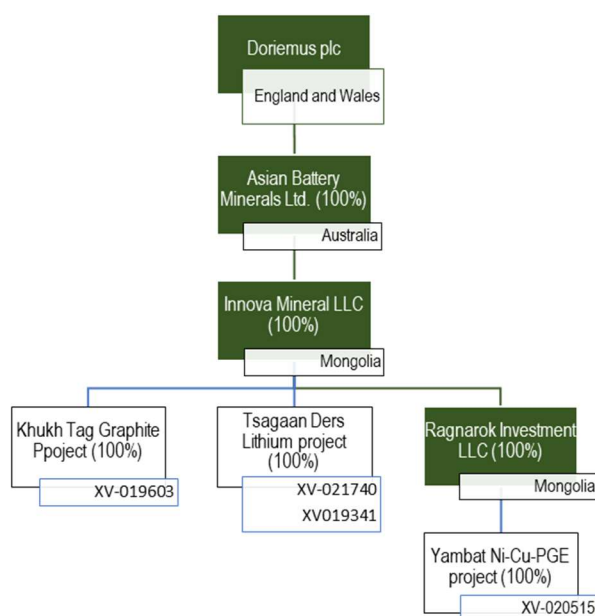 Doriemus plc
England and Wales
Asian Battery
Minerals Ltd. (100%)
Australia
Innova Mineral LLC
(100%)
Mongolia
Khukh Tag Graphite
Ppoject (100%)
XV-019603
Tsagaan Ders
Lithium project
(100%)
XV-021740
XV019341
Ragnarok Investment
LLC (100%)
Mongolia
Yambat Ni-Cu-PGE
project (100%)
XV-020515